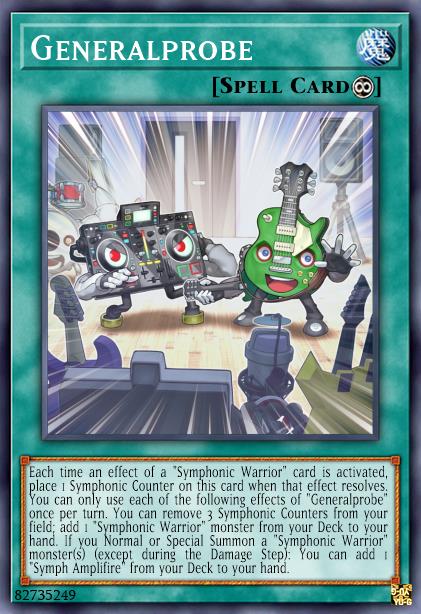 Generalprobe
[Spell Card]
Each time an effect of a "Symphonic Warrior" card is activated,
place 1 Symphonic Counter on this card when that effect resolves.
You can only use each of the following effects of "Generalprobe"
once per turn. You can remove 3 Symphonic Counters from your
field; add 1 "Symphonic Warrior" monster from your Deck to your
hand. If you Normal or Special Summon a "Symphonic Warrior"
monster(s) (except during the Damage Step): You can add 1
"Symph Amplifire" from your Deck to your hand.
82735249